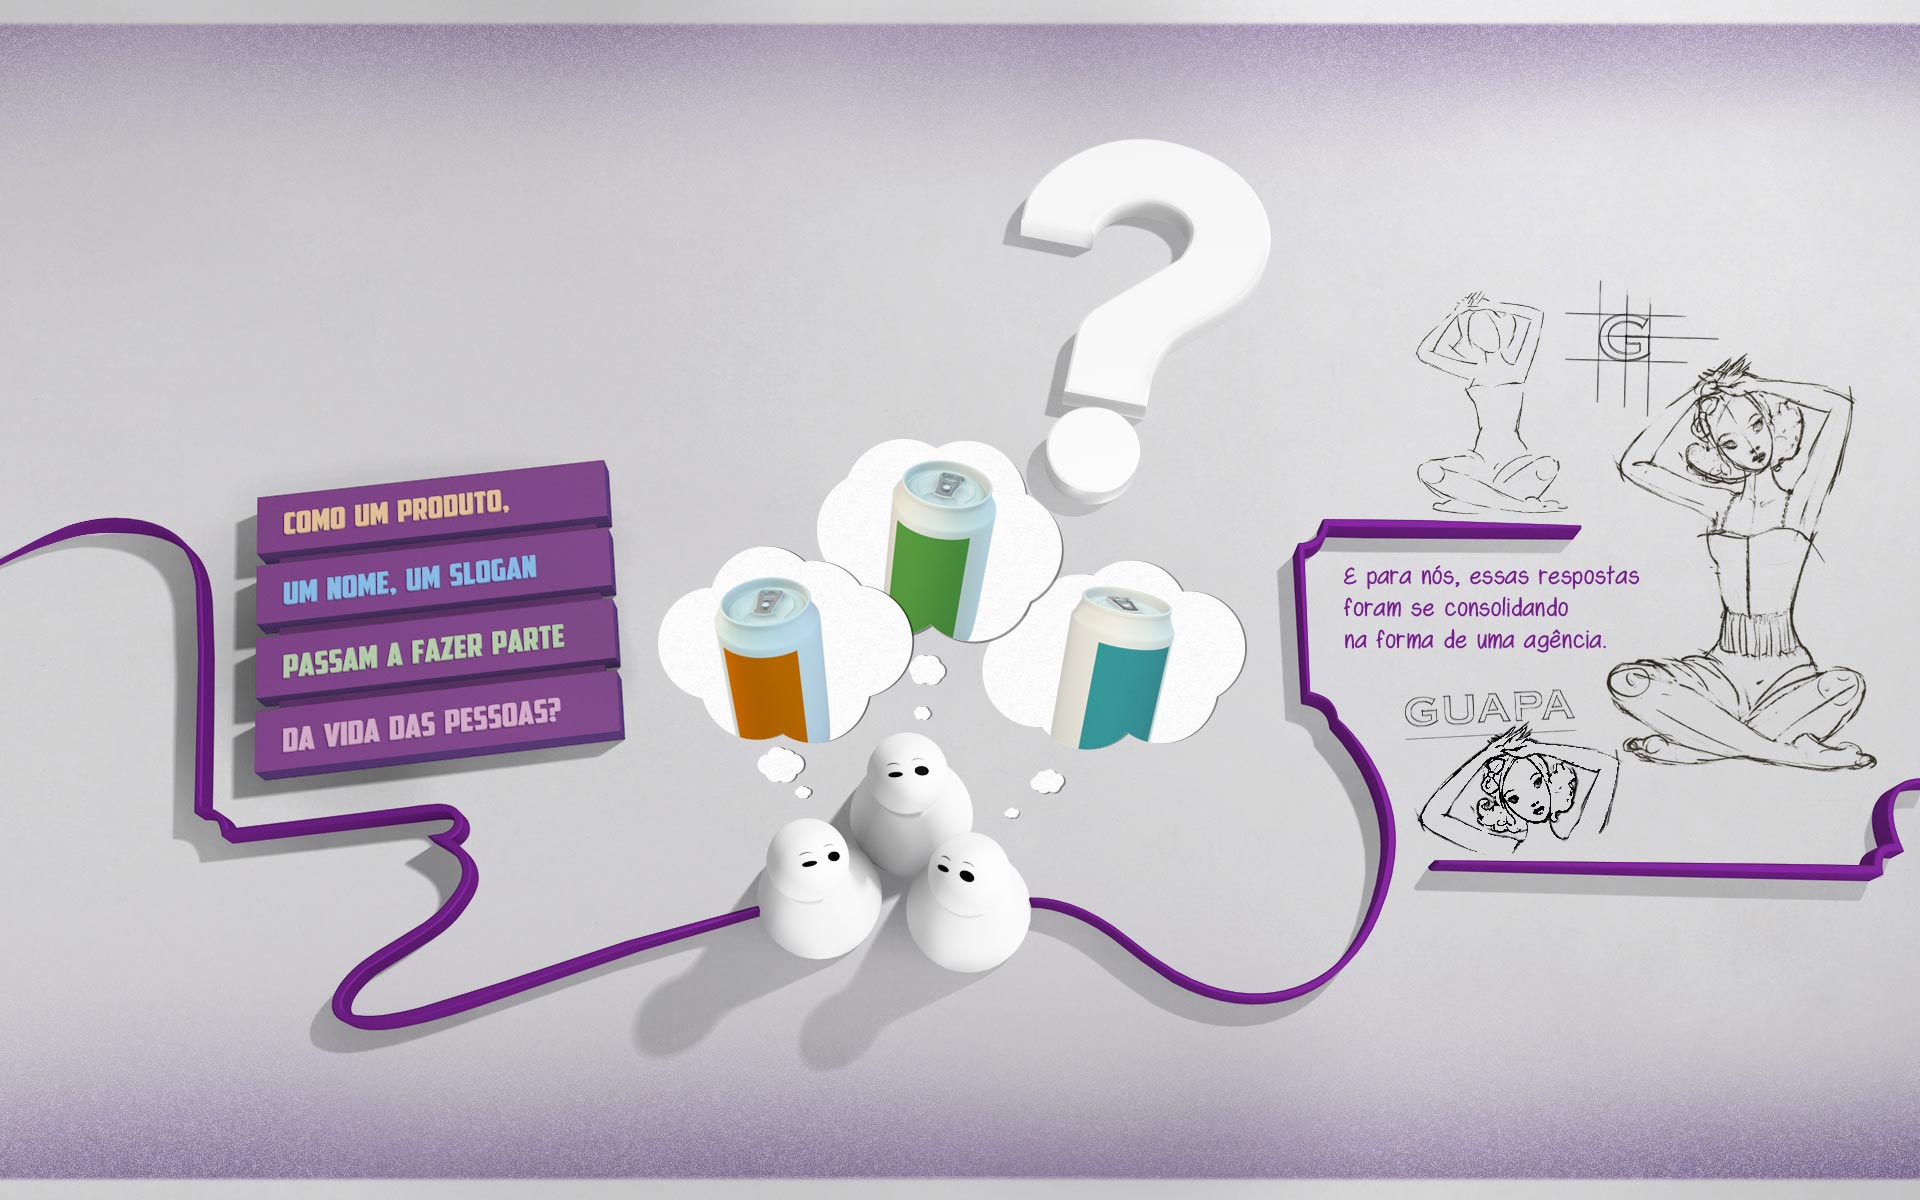 COMO UM PRODUTO,
UM NOME, UM SLOGAN
PASSAM A FAZER PARTE
DA VIDA DAS PESSOAS?
?
G
E para nós, essas respostas
foram se consolidando
na forma de uma agência.
GUAPA